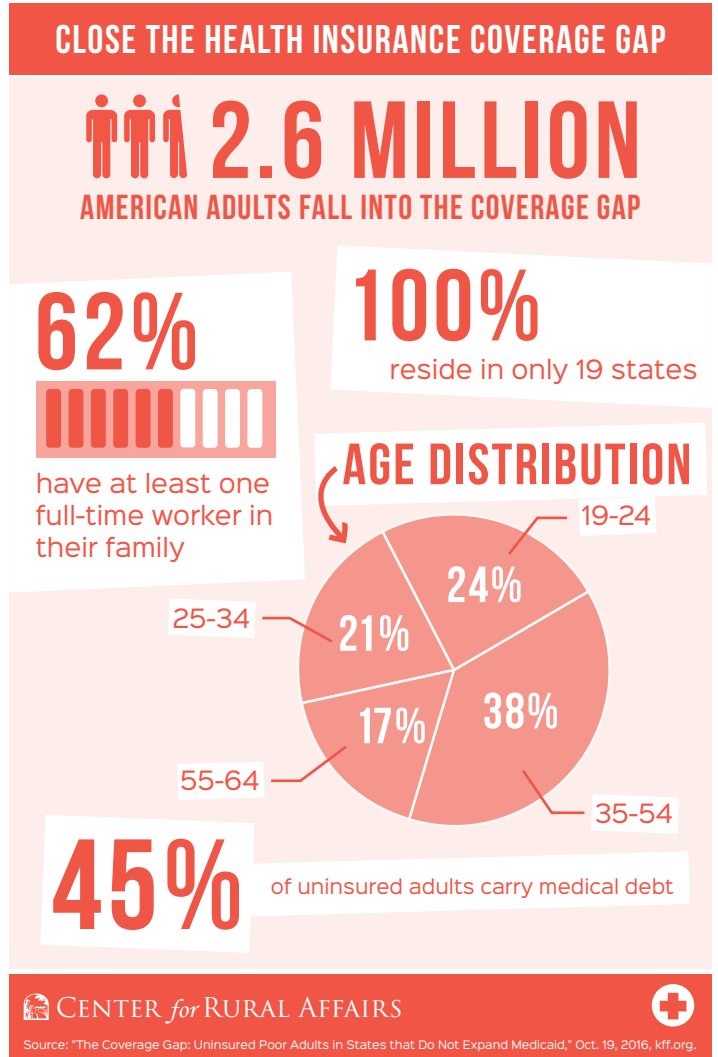 CLOSE THE HEALTH INSURANCE COVERAGE GAP
2.6 MILLION
AMERICAN ADULTS FALL INTO THE COVERAGE GAP
62%
have at least one
full-time worker in
their family
100%
reside in only 19 states
AGE DISTRIBUTION
19-24
24%
25-34
21%
38%
17%
55-64
35-54
45%
of uninsured adults carry medical debt
CENTER for RURAL AFFAIRS
Source: "The Coverage Gap: Uninsured Poor Adults in States that Do Not Expand Medicaid," Oct. 19, 2016, kff.org.